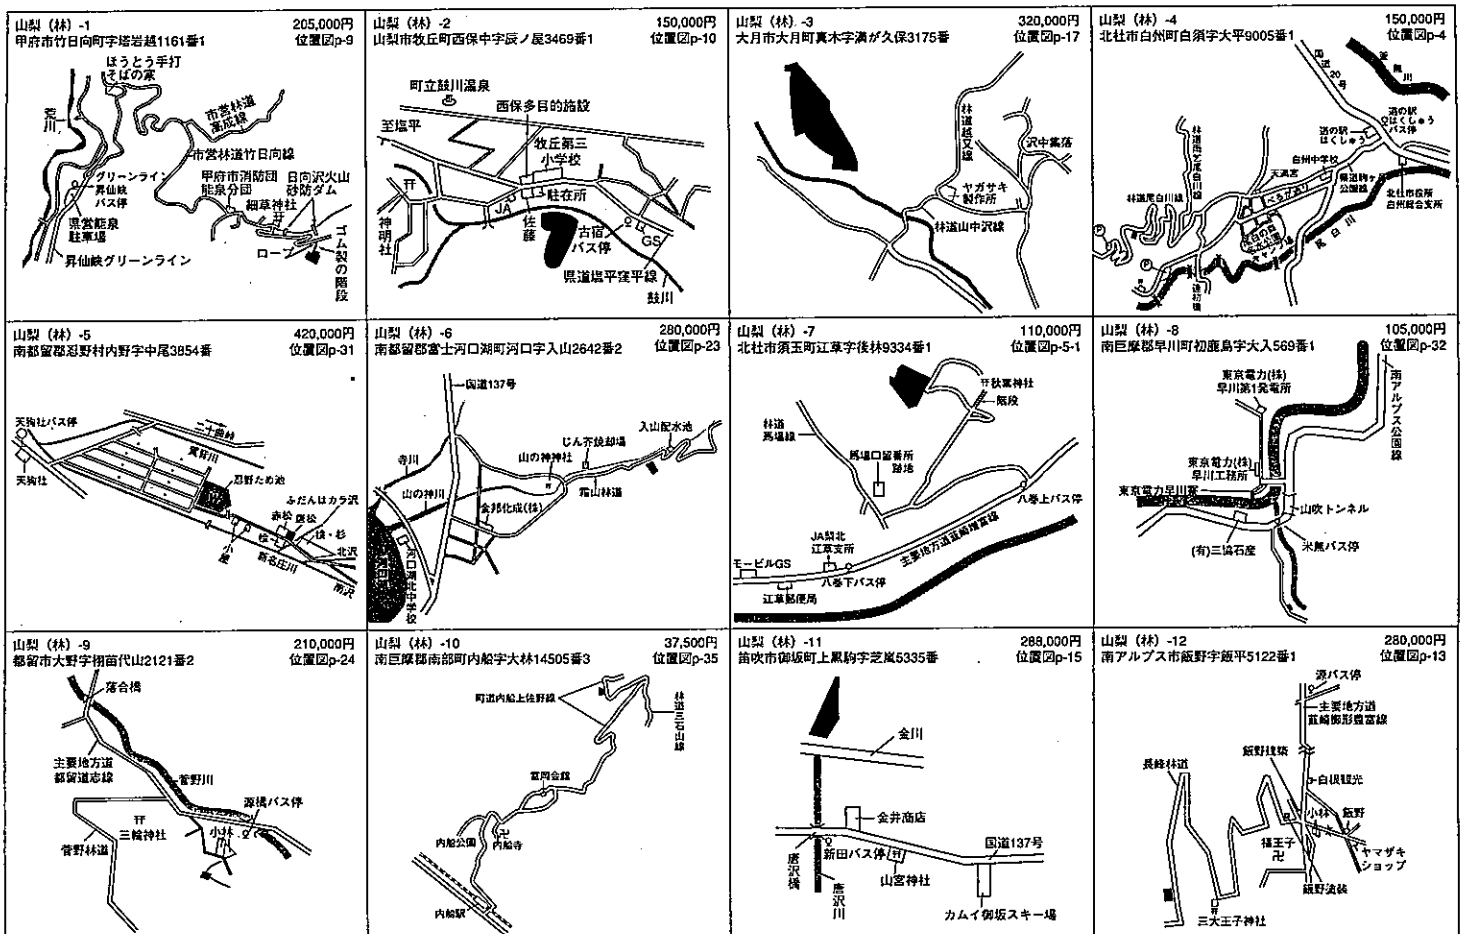 山梨（林）-1 205,000円
甲府市竹日向町字塔岩越1161番1 位置図p-9
ほうとう手打
そばの家
荒川
市営林道
高成線
市営林道竹日向線
グリーンライン
昇仙峡
バス停
甲府市消防団
能泉分団
日向沢火山
砂防ダム
細草神社
県営能泉
駐車場
ロープ
ゴム製の階段
昇仙峡グリーンライン
山梨（林）-2 150,000円
山梨市牧丘町西保中字辰ノ尾3469番1 位置図p-10
町立鼓川温泉
西保多目的施設
至塩平
牧丘第三
小学校
神明社
JA
駐在所
佐藤
古宿
バス停
GS
県道塩平窪平線
鼓川
山梨（林）-3 320,000円
大月市大月町真木字満が久保3175番 位置図p-17
林道越又線
沢中集落
ヤガサキ
製作所
林道山中沢線
山梨（林）-4 150,000円
北杜市白州町白須字大平9005番1 位置図p-4
国道20号
釜無川
道の駅
はくしゅう
バス停
道の駅
はくしゅう
白州中学校
天満宮
県道駒ヶ岳
公園線
べるが通り
北杜市役所
白州総合支所
林道尾白川線
尾白川
P
P
山梨（林）-5 420,000円
南都留郡忍野村内野字中尾3854番 位置図p-31
天狗社バス停
二十曲峠
天狗社
忍野ため池
ふだんはカラ沢
赤松
唐松
桧・杉
小屋
新名庄川
北沢
南沢
山梨（林）-6 280,000円
南都留郡富士河口湖町河口字入山2642番2 位置図p-23
国道137号
入山配水池
じん芥焼却場
寺川
山の神神社
山の神川
霜山林道
金邦化成(株)
河口湖北中学校
山梨（林）-7 110,000円
北杜市須玉町江草字後林9334番1 位置図p-5-1
秋葉神社
階段
林道
馬場線
馬場口留番所
跡地
八巻上バス停
JA梨北
江草支所
主要地方道韮崎増富線
モービルGS
八巻下バス停
江草郵便局
山梨（林）-8 105,000円
南巨摩郡早川町初鹿島字大入569番1 位置図p-32
東京電力(株)
早川第1発電所
南アルプス公園線
東京電力(株)
早川工務所
東京電力早川寮
山吹トンネル
(有)三協石産
米無バス停
山梨（林）-9 210,000円
都留市大野字栩苗代山2121番2 位置図p-24
落合橋
主要地方道
都留道志線
菅野川
源橋バス停
三輪神社
小林
菅野林道
山梨（林）-10 37,500円
南巨摩郡南部町内船字大林14505番3 位置図p-35
町道内船上佐野線
林道三石山線
富岡会館
内船公園
内船寺
内船駅
山梨（林）-11 288,000円
笛吹市御坂町上黒駒字芝嵐5335番 位置図p-15
金川
金井商店
新田バス停
国道137号
唐沢橋
唐沢川
山宮神社
カムイ御坂スキー場
山梨（林）-12 280,000円
南アルプス市飯野字飯平5122番1 位置図p-13
源バス停
主要地方道
韮崎櫛形豊富線
飯野建築
長峰林道
白根観光
小林
飯野
福王子
ヤマザキ
ショップ
飯野塗装
三大王子神社